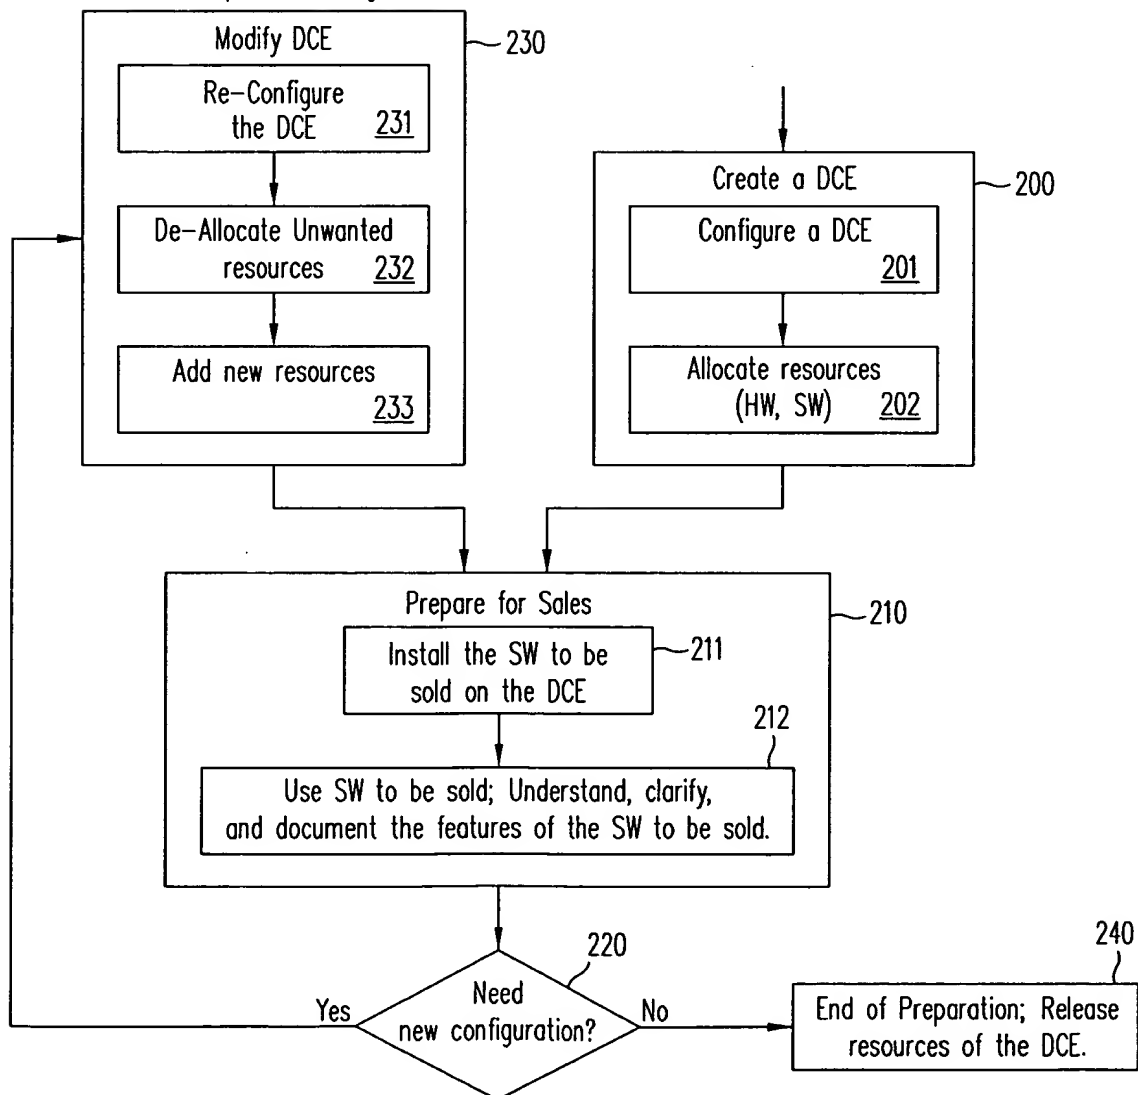 Modify DCE
230
Re-Configure
the DCE 231
De-Allocate Unwanted
resources 232
Add new resources
233
Create a DCE
200
Configure a DCE
201
Allocate resources
(HW, SW) 202
Prepare for Sales
210
Install the SW to be
sold on the DCE
211
212
Use SW to be sold; Understand, clarify,
and document the features of the SW to be sold.
220
Need
new configuration?
Yes
No
240
End of Preparation; Release
resources of the DCE.